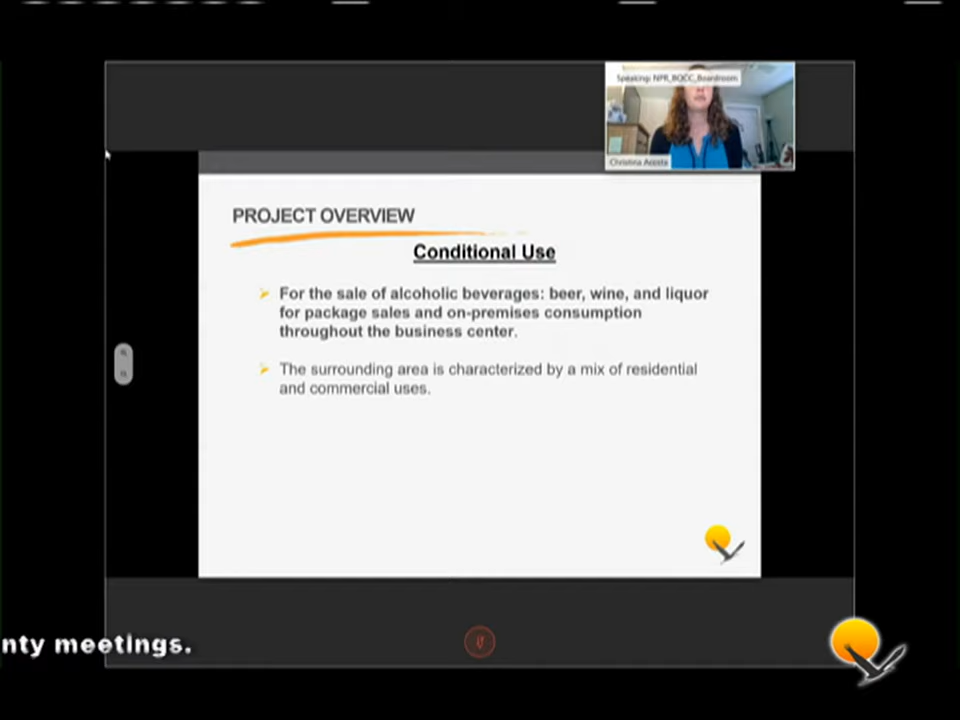 Speaking: NPR_BOCC_Boardroom
Christina Acosta
PROJECT OVERVIEW
Conditional Use
For the sale of alcoholic beverages: beer, wine, and liquor
for package sales and on-premises consumption
throughout the business center.
The surrounding area is characterized by a mix of residential
and commercial uses.
nty meetings.